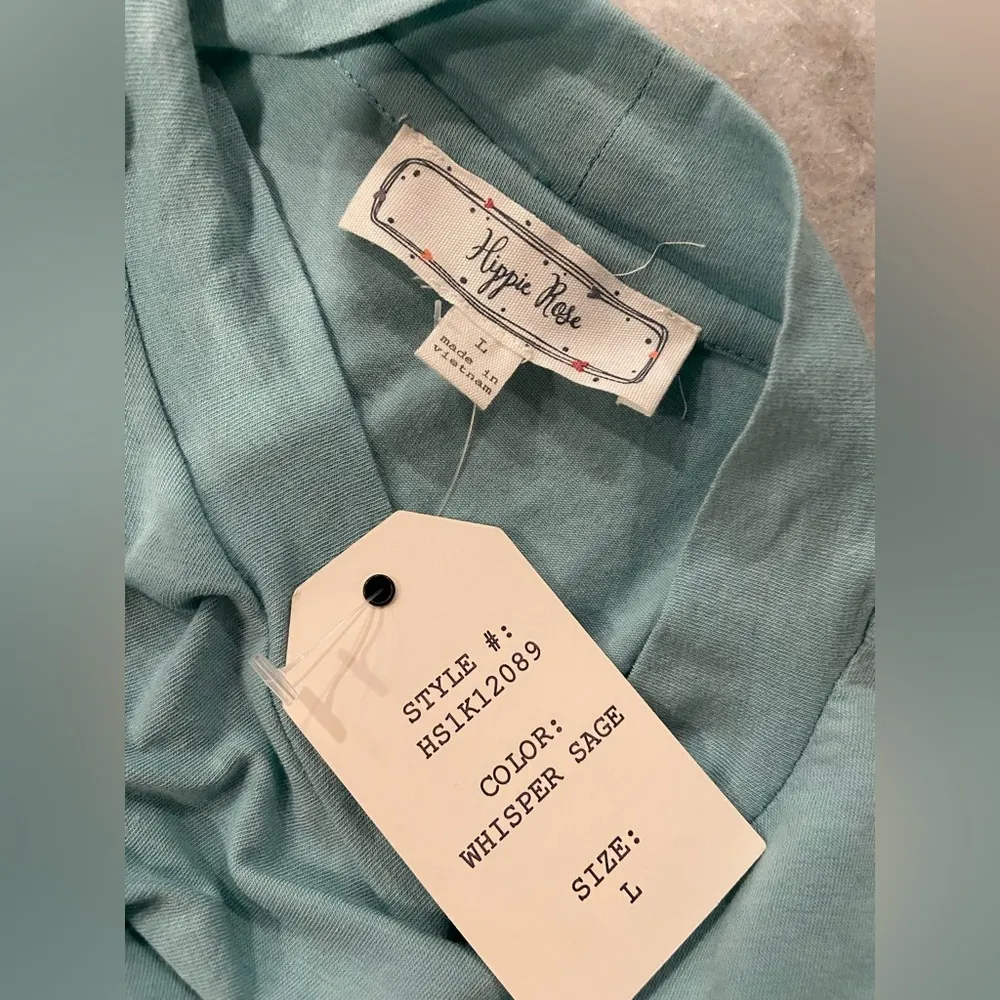 Hippie Rose
L
made in
vietnam
STYLE #:
HS1K12089
COLOR:
WHISPER SAGE
SIZE:
L